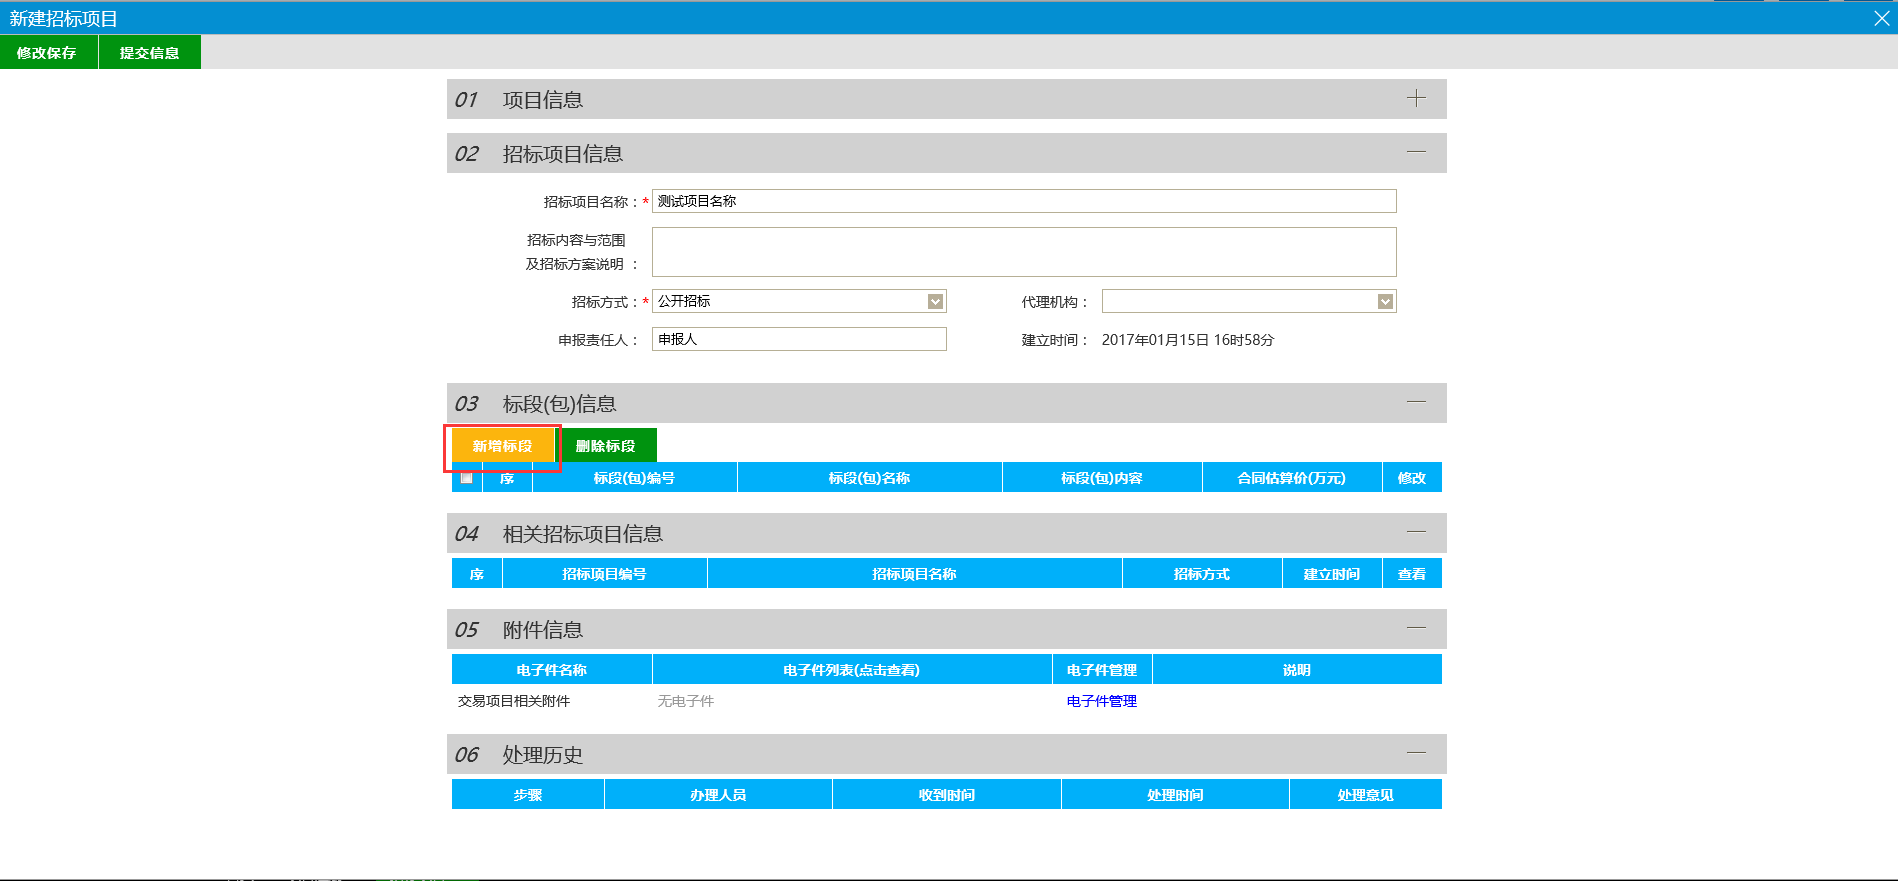 新建招标项目
修改保存 提交信息
01 项目信息
02 招标项目信息
招标项目名称：* 测试项目名称
招标内容与范围
及招标方案说明 ：
招标方式：* 公开招标 代理机构：
申报责任人： 申报人 建立时间： 2017年01月15日 16时58分
03 标段(包)信息
新增标段 删除标段
序 标段(包)编号 标段(包)名称 标段(包)内容 合同估算价(万元) 修改
04 相关招标项目信息
序 招标项目编号 招标项目名称 招标方式 建立时间 查看
05 附件信息
电子件名称 电子件列表(点击查看) 电子件管理 说明
交易项目相关附件 无电子件 电子件管理
06 处理历史
步骤 办理人员 收到时间 处理时间 处理意见